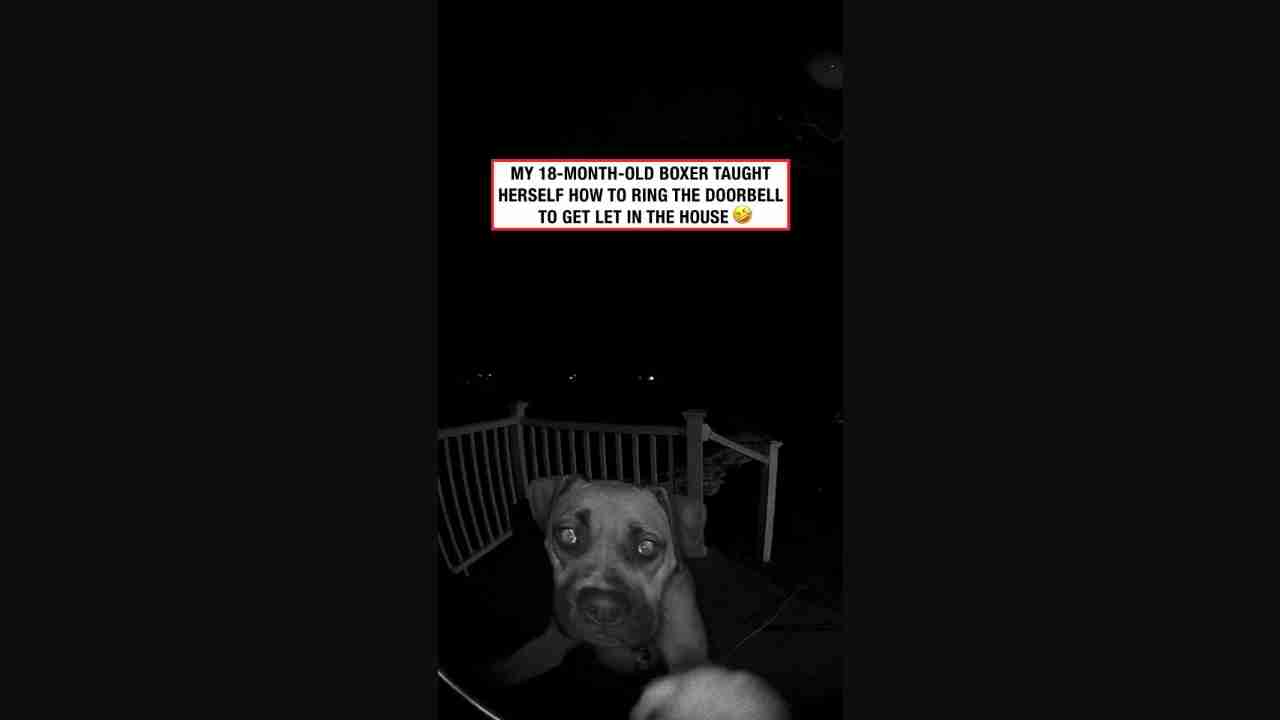 MY 18-MONTH-OLD BOXER TAUGHT
HERSELF HOW TO RING THE DOORBELL
TO GET LET IN THE HOUSE 🤣